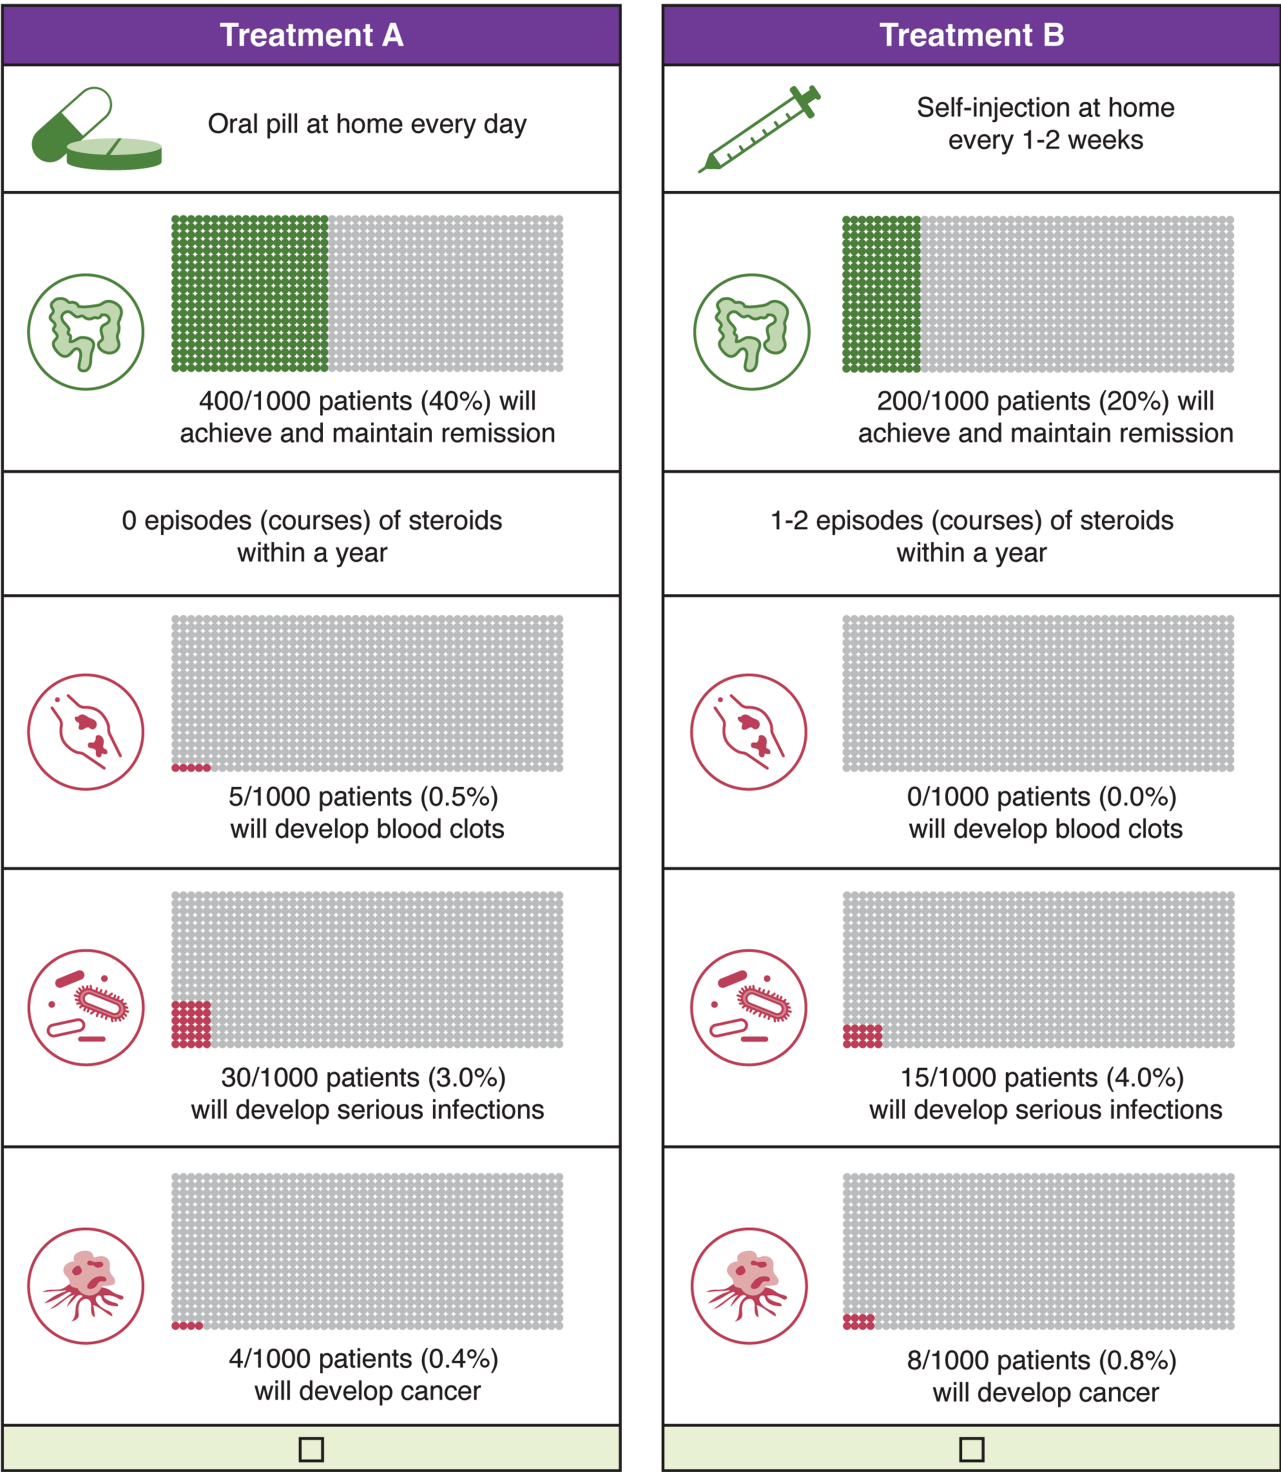 Treatment A
Oral pill at home every day
400/1000 patients (40%) will
achieve and maintain remission
0 episodes (courses) of steroids
within a year
5/1000 patients (0.5%)
will develop blood clots
30/1000 patients (3.0%)
will develop serious infections
4/1000 patients (0.4%)
will develop cancer
Treatment B
Self-injection at home
every 1-2 weeks
200/1000 patients (20%) will
achieve and maintain remission
1-2 episodes (courses) of steroids
within a year
0/1000 patients (0.0%)
will develop blood clots
15/1000 patients (4.0%)
will develop serious infections
8/1000 patients (0.8%)
will develop cancer